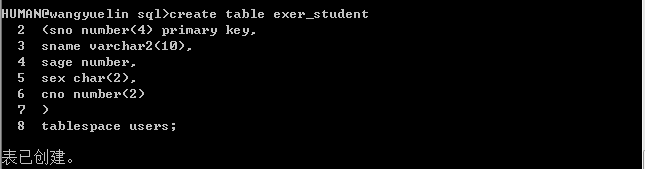 HUMAN@wangyuelin sql>create table exer_student
2 (sno number(4) primary key,
3 sname varchar2(10),
4 sage number,
5 sex char(2),
6 cno number(2)
7 )
8 tablespace users;
表已创建。